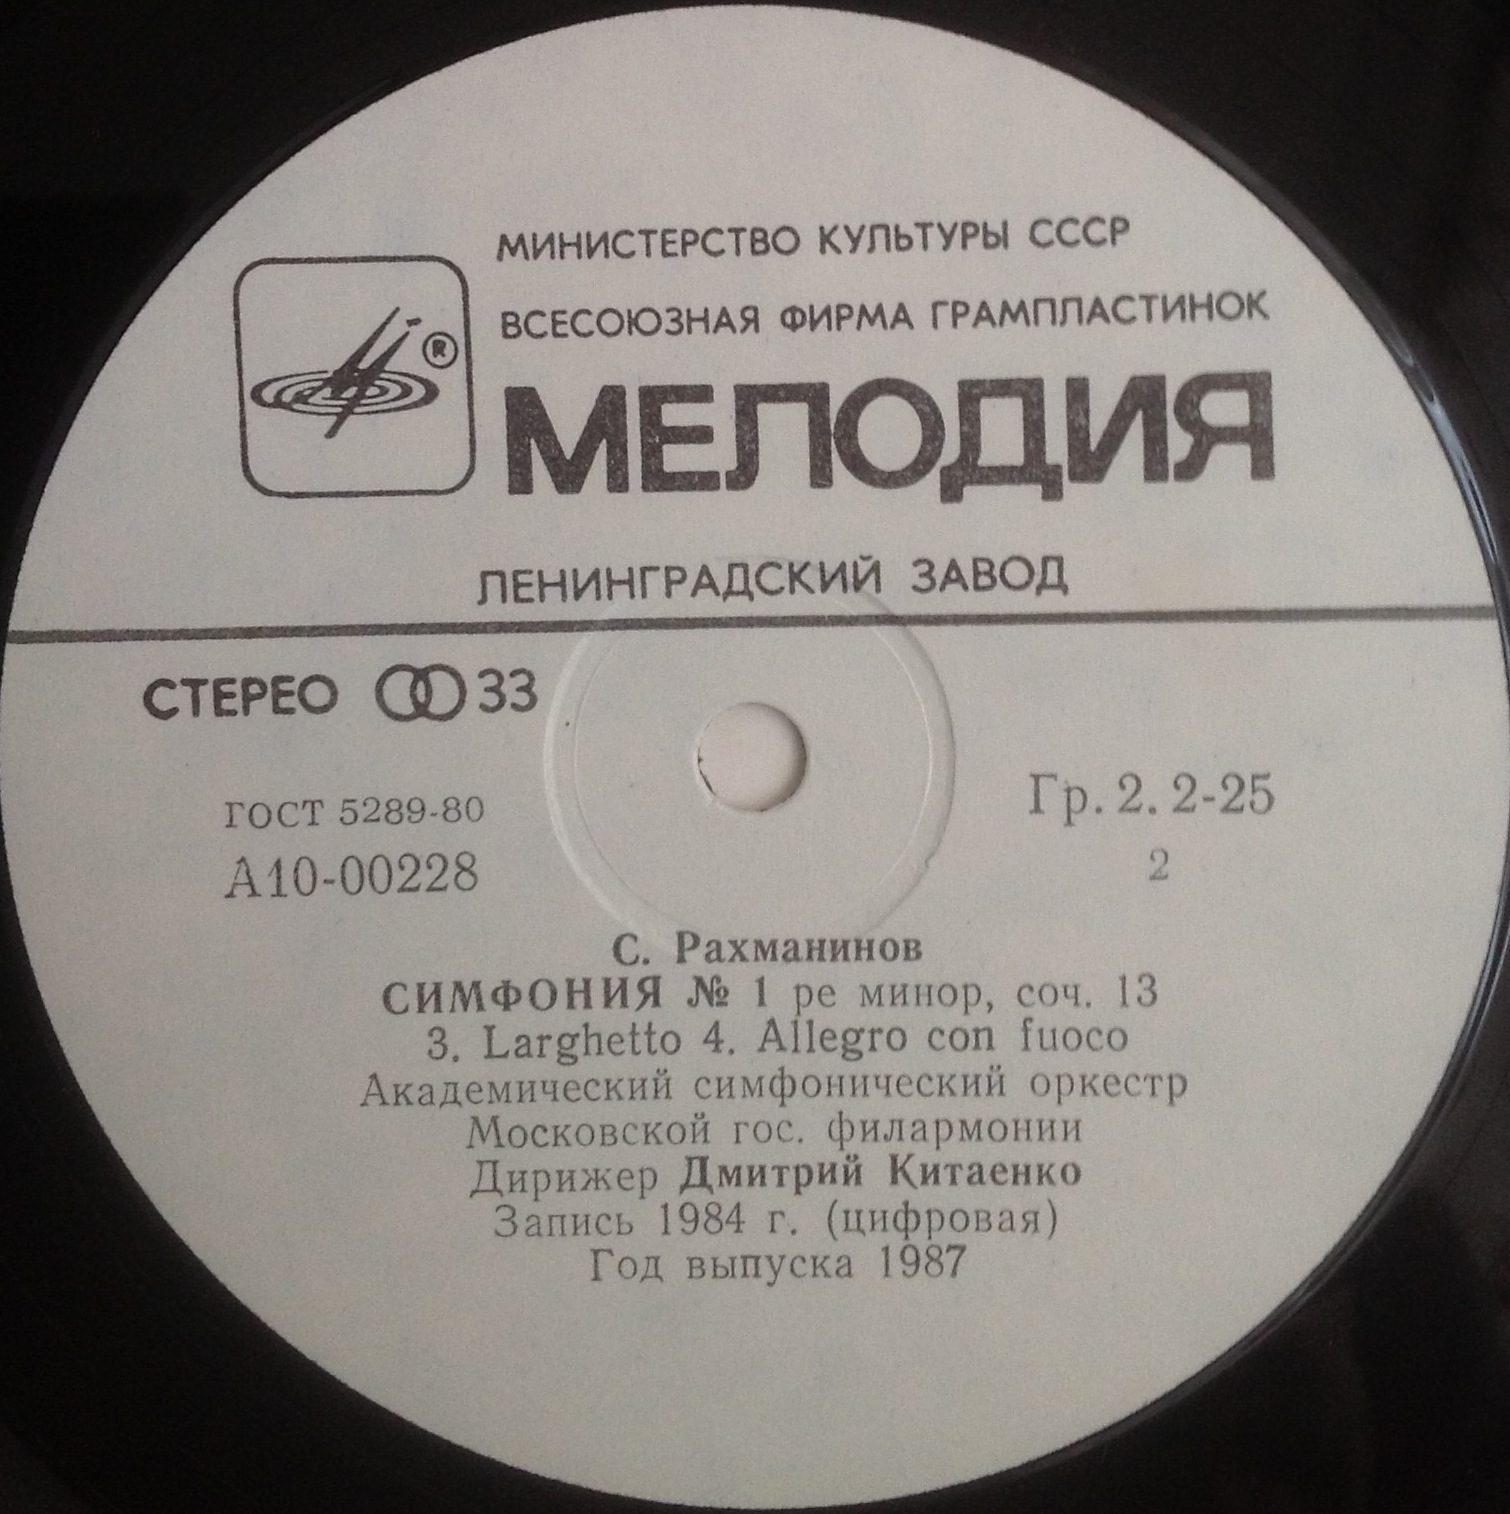 МИНИСТЕРСТВО КУЛЬТУРЫ СССР
ВСЕСОЮЗНАЯ ФИРМА ГРАМПЛАСТИНОК
®
МЕЛОДИЯ
ЛЕНИНГРАДСКИЙ ЗАВОД
СТЕРЕО 33
ГОСТ 5289-80
Гр. 2. 2-25
А10-00228
2
С. Рахманинов
СИМФОНИЯ № 1 ре минор, соч. 13
3. Larghetto 4. Allegro con fuoco
Академический симфонический оркестр
Московской гос. филармонии
Дирижер Дмитрий Китаенко
Запись 1984 г. (цифровая)
Год выпуска 1987